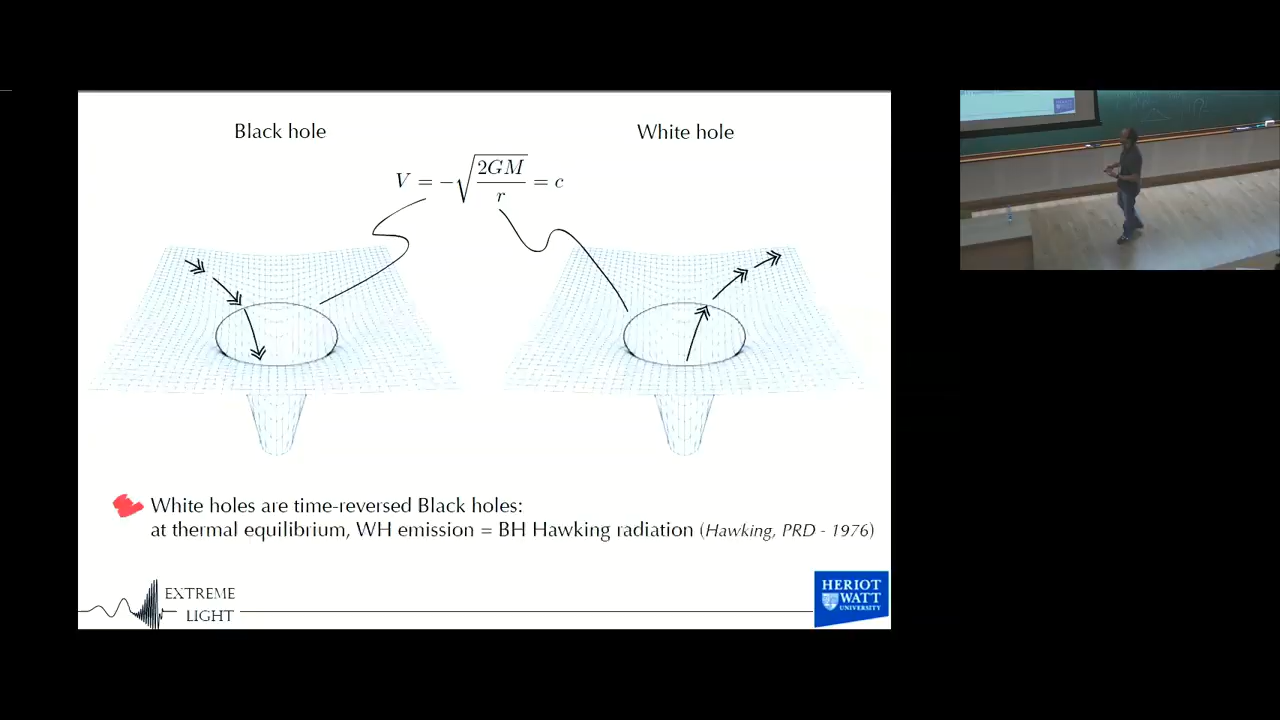 Black hole
White hole
V = -√(2GM/r) = c
White holes are time-reversed Black holes:
at thermal equilibrium, WH emission = BH Hawking radiation (Hawking, PRD - 1976)
EXTREME
LIGHT
HERIOT
WATT
UNIVERSITY